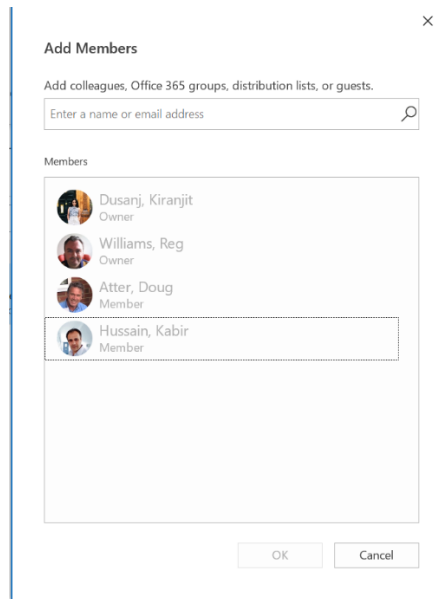 Add Members
Add colleagues, Office 365 groups, distribution lists, or guests.
Enter a name or email address
Members
Dusanj, Kiranjit
Owner
Williams, Reg
Owner
Atter, Doug
Member
Hussain, Kabir
Member
OK
Cancel